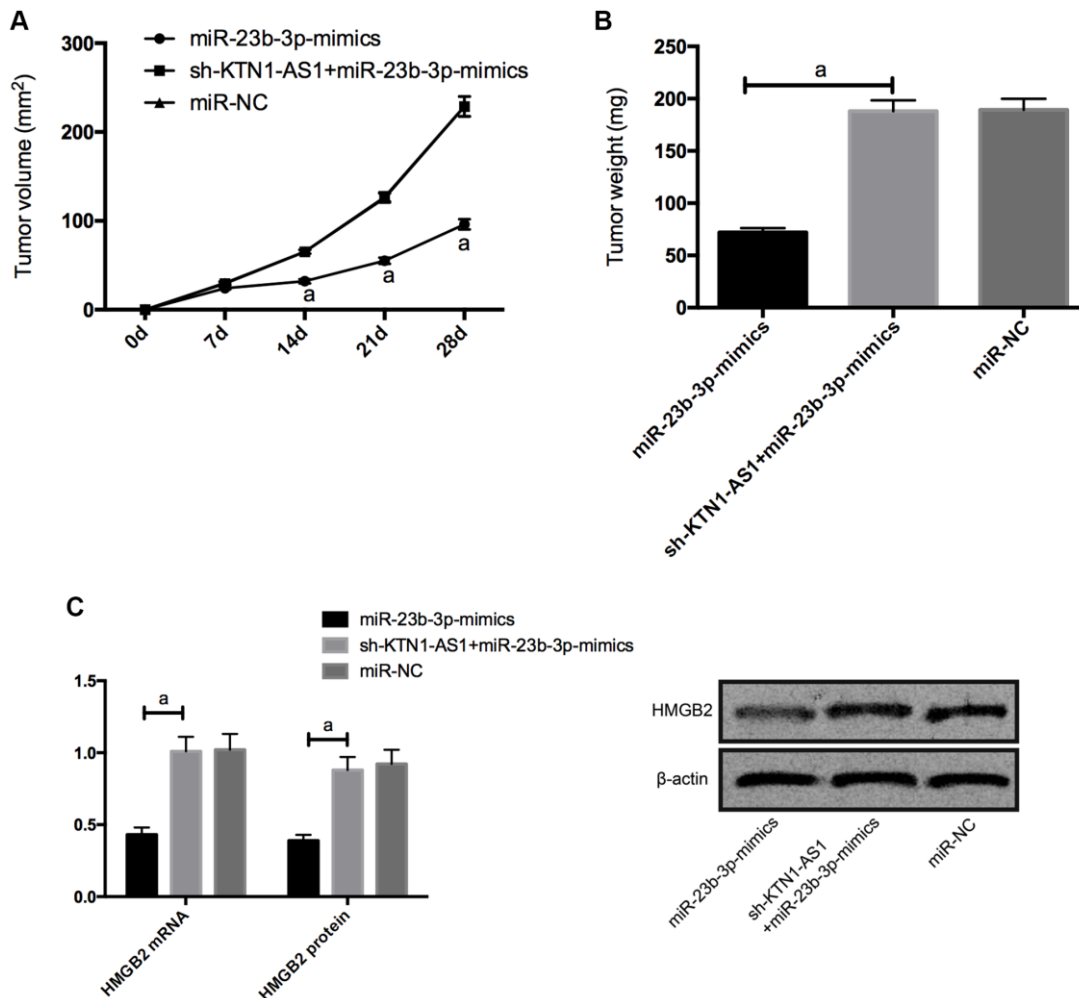 A
miR-23b-3p-mimics
sh-KTN1-AS1+miR-23b-3p-mimics
miR-NC
Tumor volume (mm²)
300
200
100
0
a
a
a
0d
7d
14d
21d
28d
B
Tumor weight (mg)
250
200
150
100
50
0
a
miR-23b-3p-mimics
sh-KTN1-AS1+miR-23b-3p-mimics
miR-NC
C
miR-23b-3p-mimics
sh-KTN1-AS1+miR-23b-3p-mimics
miR-NC
1.5
1.0
0.5
0.0
a
a
HMGB2 mRNA
HMGB2 protein
HMGB2
β-actin
miR-23b-3p-mimics
sh-KTN1-AS1
+miR-23b-3p-mimics
miR-NC